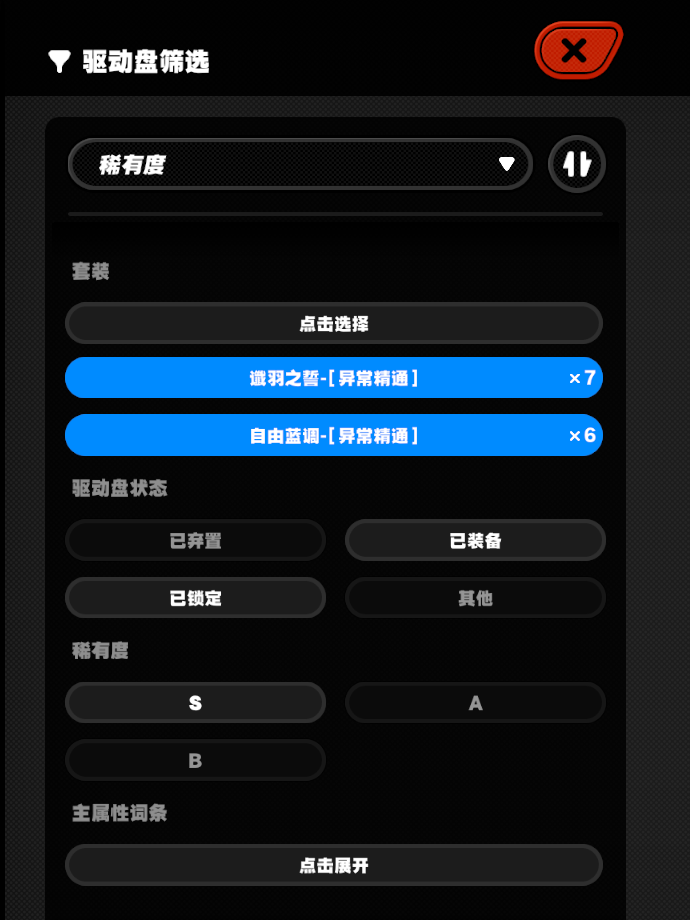 驱动盘筛选
稀有度
套装
点击选择
谶羽之誓-[异常精通] ×7
自由蓝调-[异常精通] ×6
驱动盘状态
已弃置 已装备
已锁定 其他
稀有度
S A
B
主属性词条
点击展开